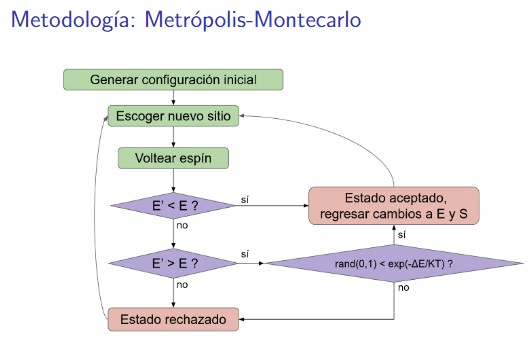 Metodología: Metrópolis-Montecarlo
Generar configuración inicial
Escoger nuevo sitio
Voltear espín
E' < E ?
sí
Estado aceptado,
regresar cambios a E y S
no
sí
E' > E ?
sí
rand(0,1) < exp(-ΔE/KT) ?
no
no
Estado rechazado